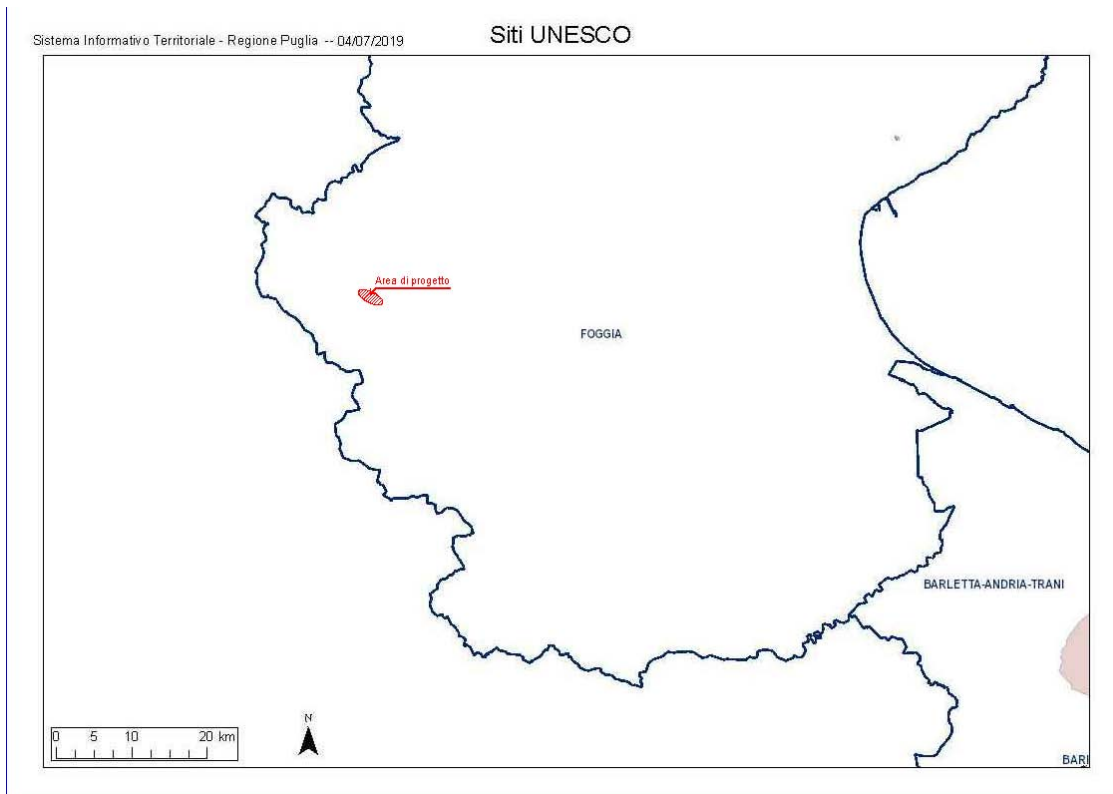 Siti UNESCO
Sistema Informativo Territoriale - Regione Puglia -- 04/07/2019
Area di progetto
FOGGIA
BARLETTA-ANDRIA-TRANI
N
0 5 10 20 km
BARI